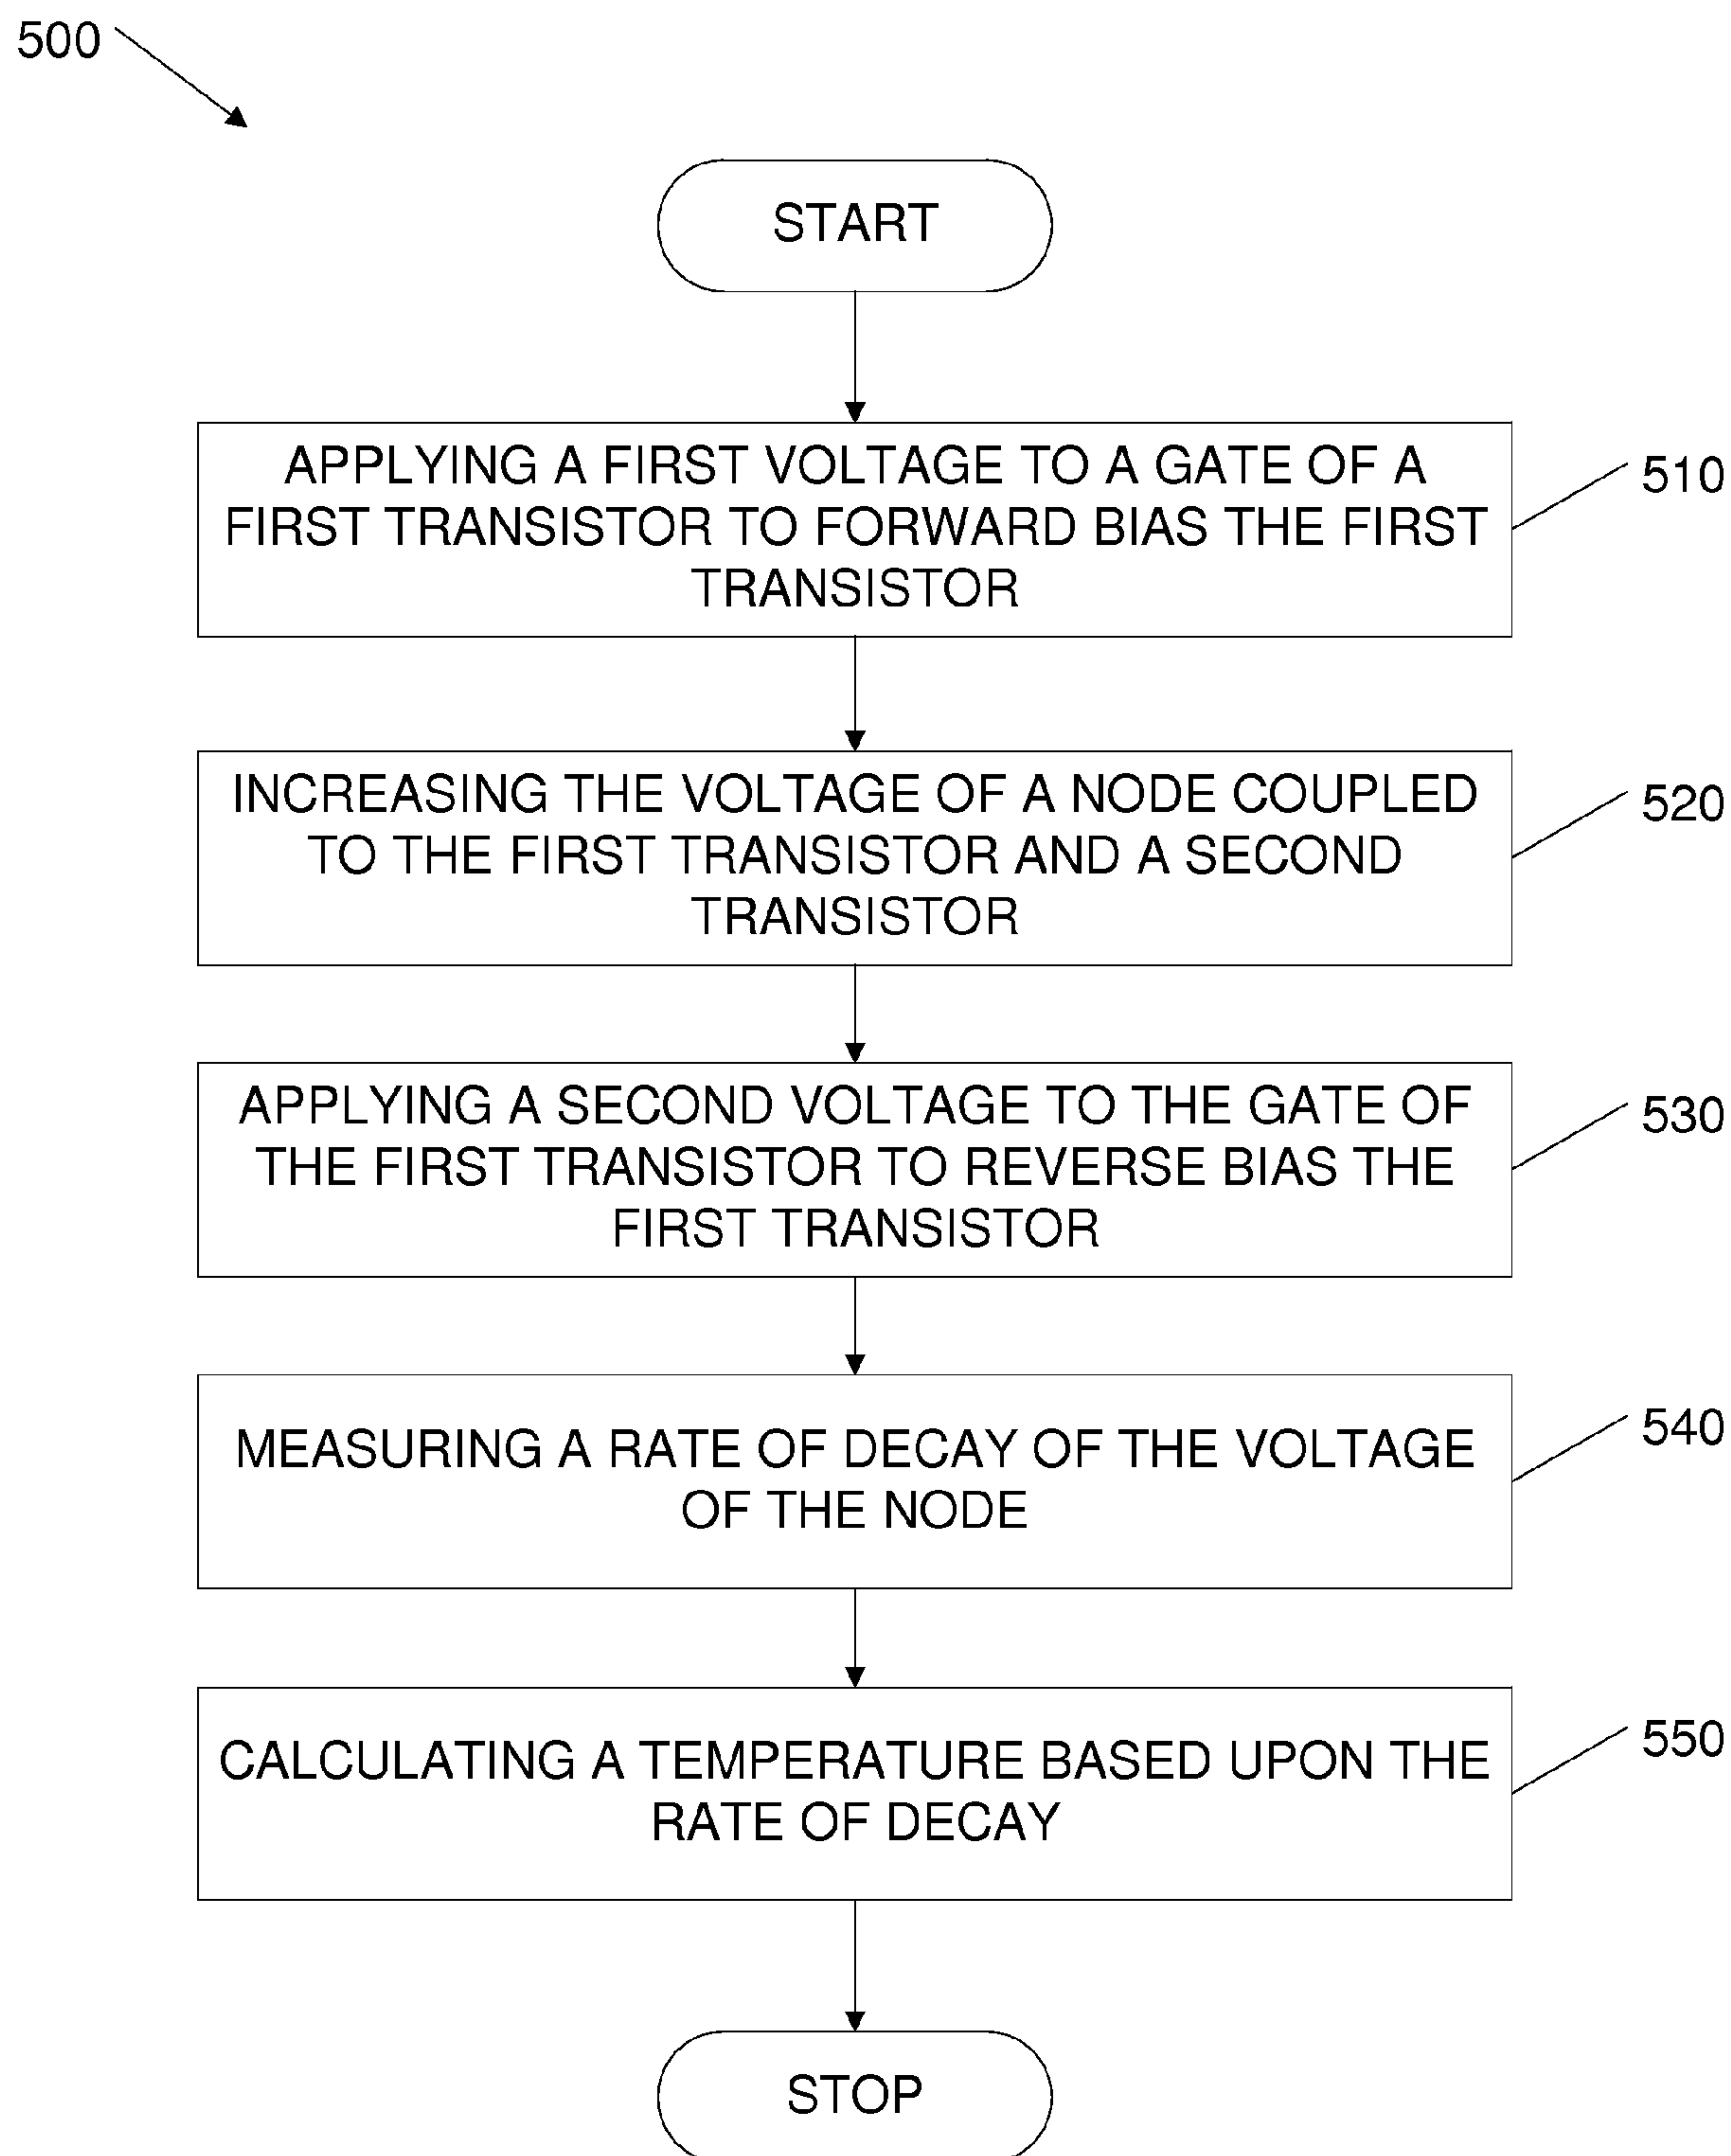 500
START
APPLYING A FIRST VOLTAGE TO A GATE OF A
FIRST TRANSISTOR TO FORWARD BIAS THE FIRST
TRANSISTOR
510
INCREASING THE VOLTAGE OF A NODE COUPLED
TO THE FIRST TRANSISTOR AND A SECOND
TRANSISTOR
520
APPLYING A SECOND VOLTAGE TO THE GATE OF
THE FIRST TRANSISTOR TO REVERSE BIAS THE
FIRST TRANSISTOR
530
MEASURING A RATE OF DECAY OF THE VOLTAGE
OF THE NODE
540
CALCULATING A TEMPERATURE BASED UPON THE
RATE OF DECAY
550
STOP